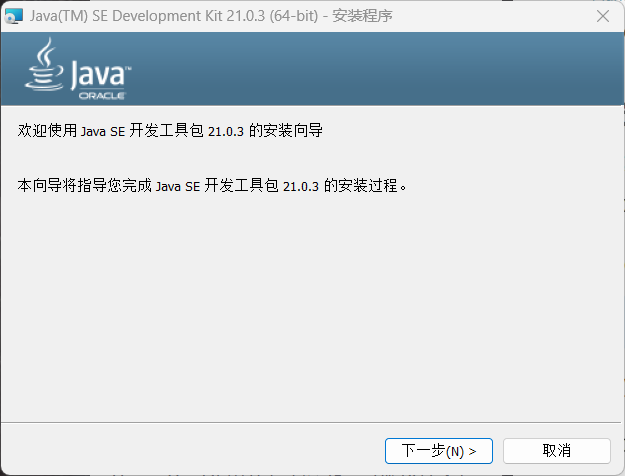 Java(TM) SE Development Kit 21.0.3 (64-bit) - 安装程序
Java™
ORACLE
欢迎使用 Java SE 开发工具包 21.0.3 的安装向导
本向导将指导您完成 Java SE 开发工具包 21.0.3 的安装过程。
下一步(N) >
取消